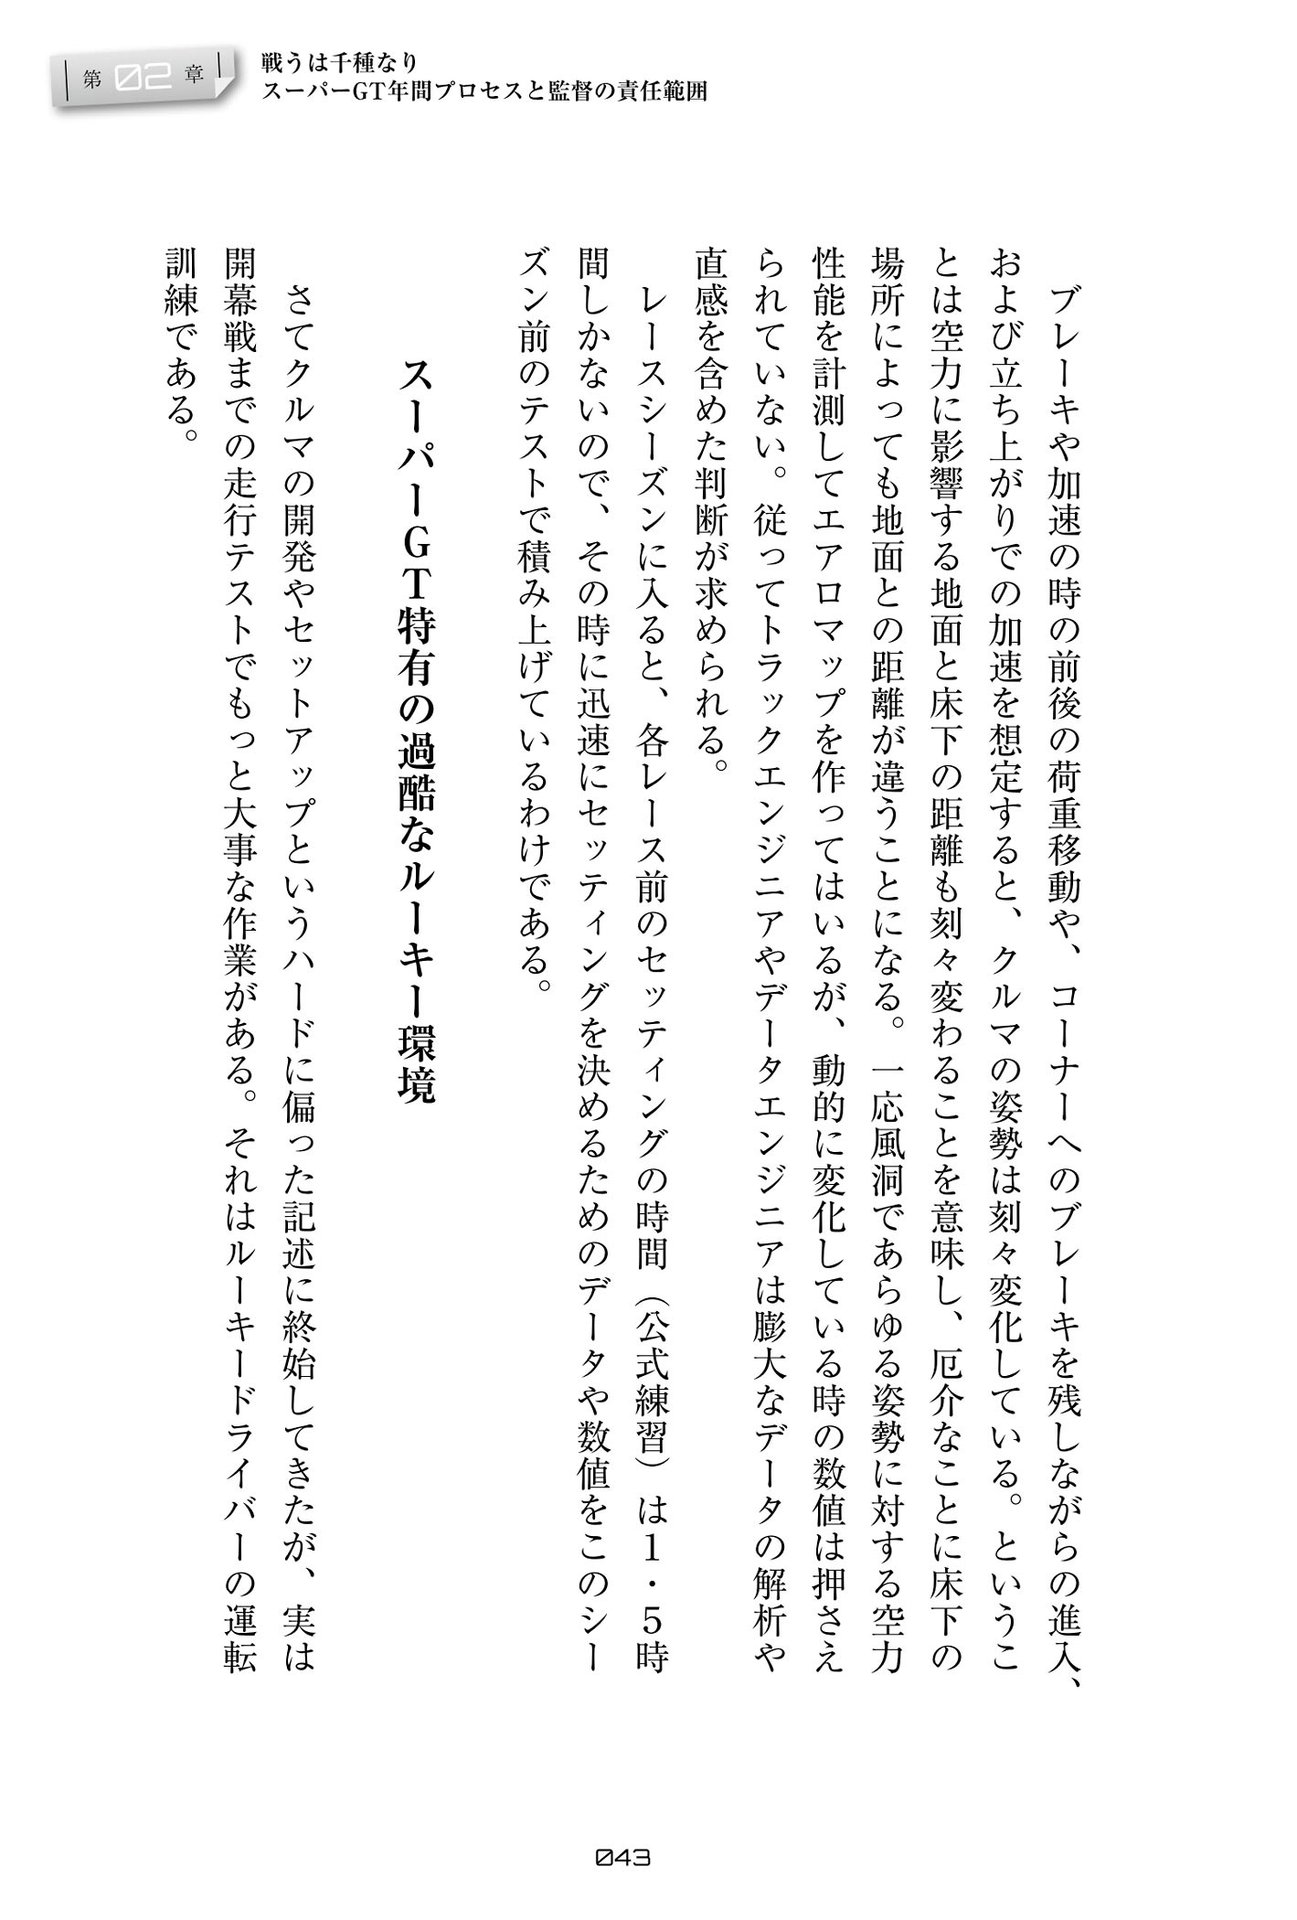 第02章
戦うは千種なり
スーパーGT年間プロセスと監督の責任範囲
ブレーキや加速の時の前後の荷重移動や、コーナーへのブレーキを残しながらの進入、
および立ち上がりでの加速を想定すると、クルマの姿勢は刻々変化している。というこ
とは空力に影響する地面と床下の距離も刻々変わることを意味し、厄介なことに床下の
場所によっても地面との距離が違うことになる。一応風洞であらゆる姿勢に対する空力
性能を計測してエアロマップを作ってはいるが、動的に変化している時の数値は押さえ
られていない。従ってトラックエンジニアやデータエンジニアは膨大なデータの解析や
直感を含めた判断が求められる。
レースシーズンに入ると、各レース前のセッティングの時間（公式練習）は1・5時
間しかないので、その時に迅速にセッティングを決めるためのデータや数値をこのシー
ズン前のテストで積み上げているわけである。
スーパーGT特有の過酷なルーキー環境
さてクルマの開発やセットアップというハードに偏った記述に終始してきたが、実は
開幕戦までの走行テストでもっと大事な作業がある。それはルーキードライバーの運転
訓練である。
043